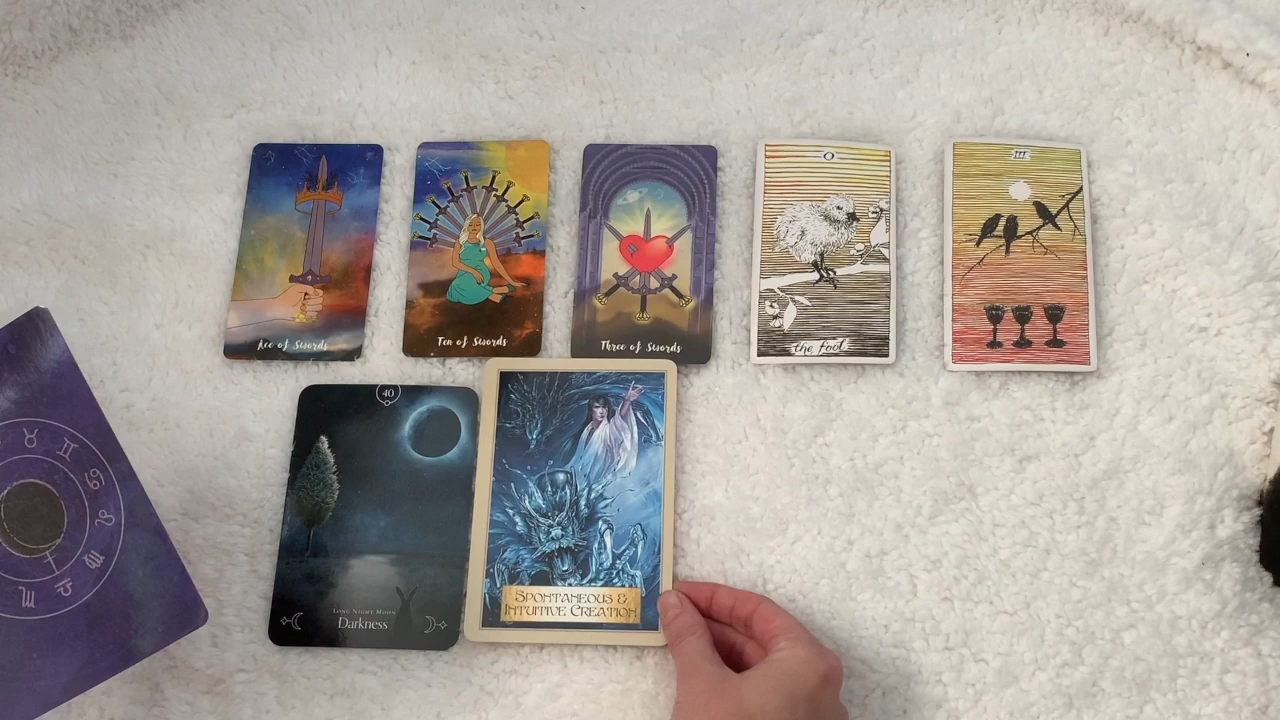 Ace of Swords
Ten of Swords
Three of Swords
0
the fool
III
40
LONG NIGHT MOON
Darkness
SPONTANEOUS &
INTUITIVE CREATION